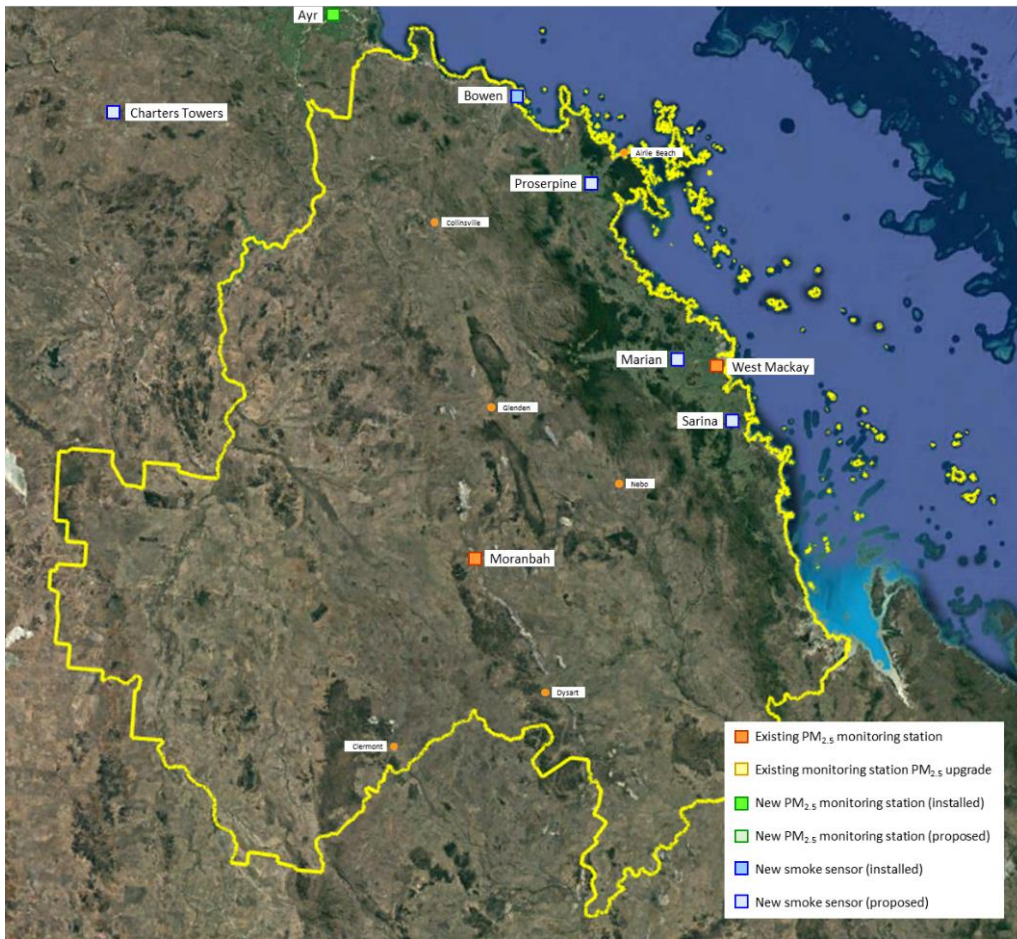 Ayr
Bowen
Charters Towers
Airlie Beach
Proserpine
Collinsville
Marian
West Mackay
Glenden
Sarina
Nebo
Moranbah
Dysart
Clermont
Existing PM2.5 monitoring station
Existing monitoring station PM2.5 upgrade
New PM2.5 monitoring station (installed)
New PM2.5 monitoring station (proposed)
New smoke sensor (installed)
New smoke sensor (proposed)